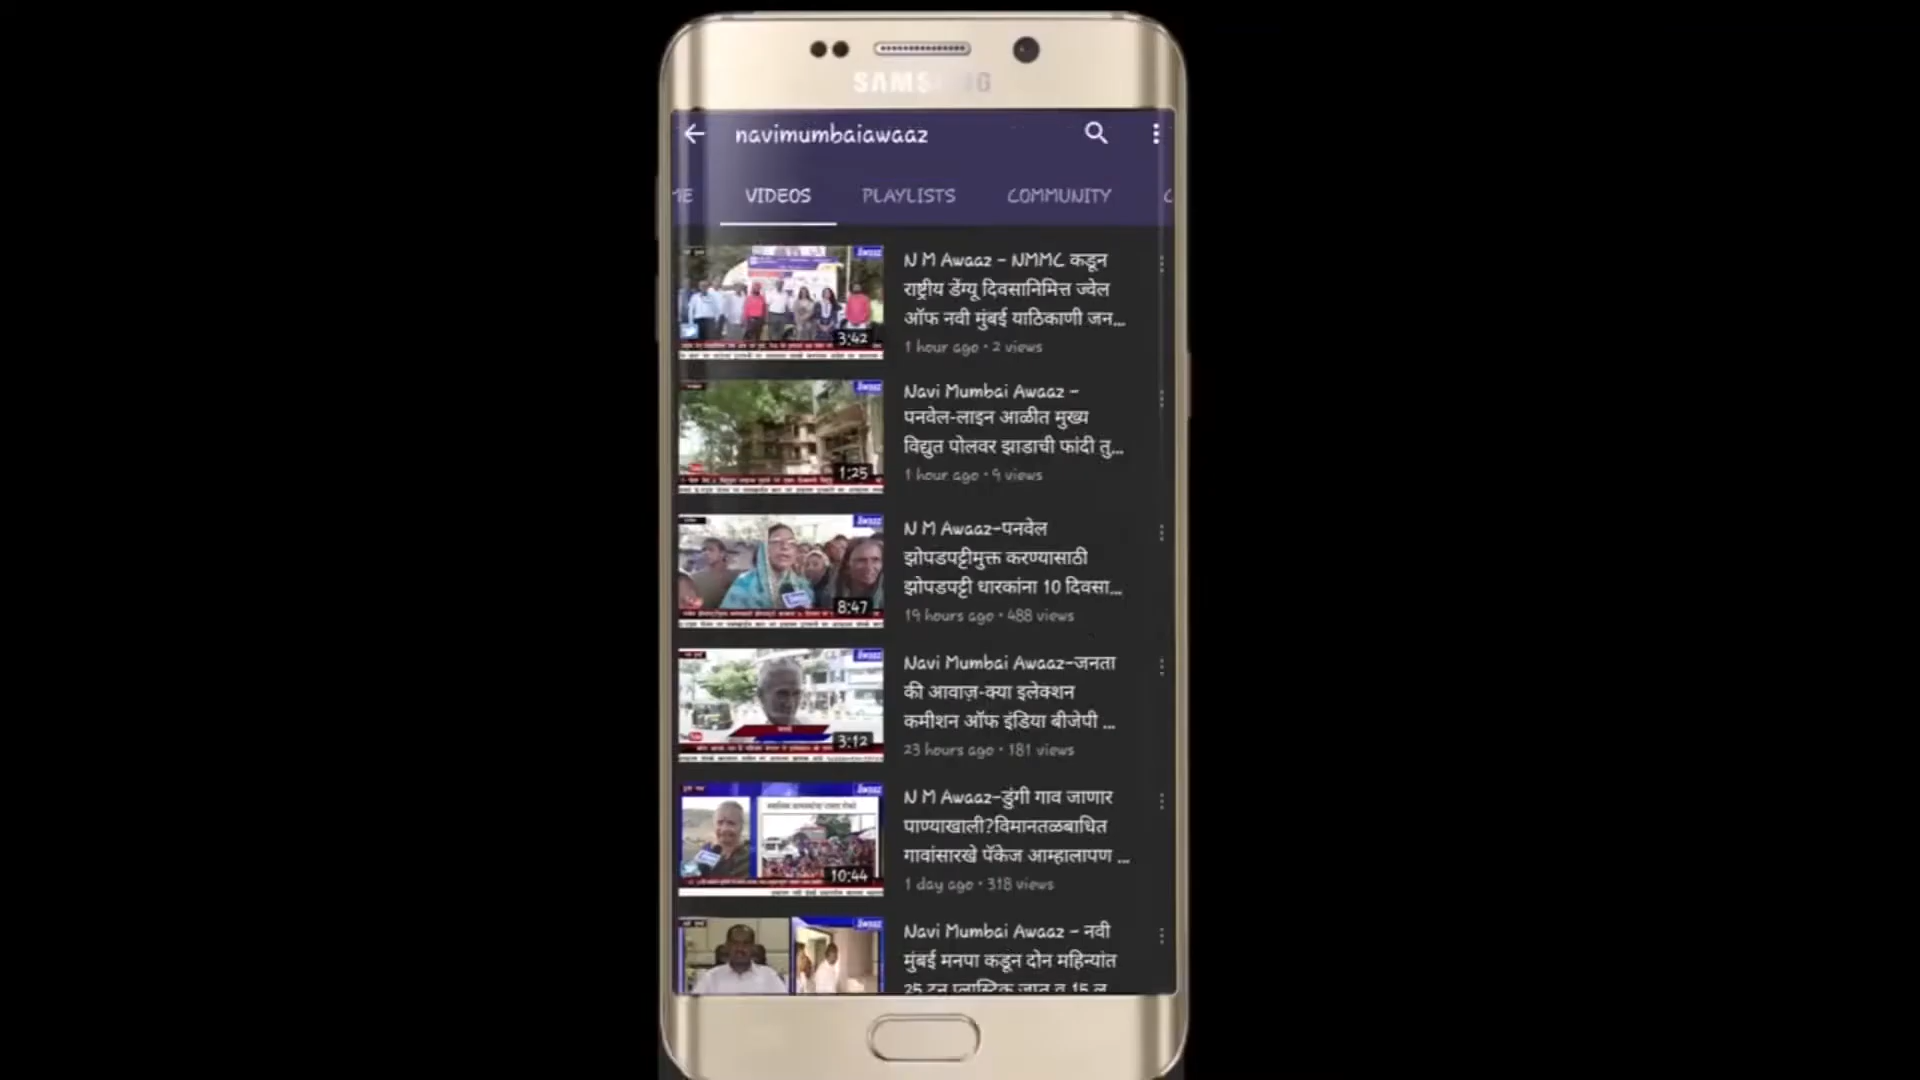 SAMSUNG
navimumbaiawaaz
VIDEOS
PLAYLISTS
COMMUNITY
N M Awaaz - NMMC कडून
राष्ट्रीय डेंग्यू दिवसानिमित्त ज्वेल
ऑफ नवी मुंबई याठिकाणी जन...
1 hour ago • 2 views
3:42
Navi Mumbai Awaaz -
पनवेल-लाइन आळीत मुख्य
विद्युत पोलवर झाडाची फांदी तु...
1 hour ago • 9 views
1:25
N M Awaaz-पनवेल
झोपडपट्टीमुक्त करण्यासाठी
झोपडपट्टी धारकांना 10 दिवसा...
19 hours ago • 488 views
8:47
Navi Mumbai Awaaz-जनता
की आवाज़-क्या इलेक्शन
कमीशन ऑफ इंडिया बीजेपी ...
23 hours ago • 181 views
3:12
N M Awaaz-डुंगी गाव जाणार
पाण्याखाली?विमानतळबाधित
गावांसारखे पॅकेज आम्हालापण ...
1 day ago • 318 views
10:44
Navi Mumbai Awaaz - नवी
मुंबई मनपा कडून दोन महिन्यांत
25 टन प्लास्टिक जप्त व 15 ल